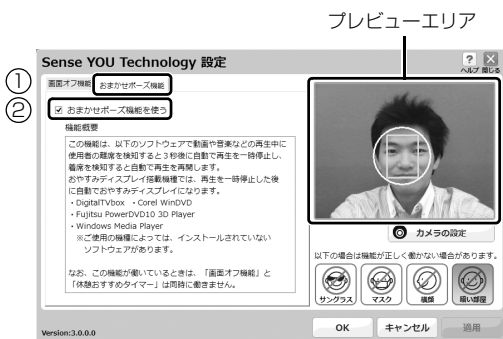 プレビューエリア
Sense YOU Technology 設定
? X
ヘルプ 閉じる
①
画面オフ機能 おまかせポーズ機能
②
おまかせポーズ機能を使う
機能概要
この機能は、以下のソフトウェアで動画や音楽などの再生中に
使用者の離席を検知すると3秒後に自動で再生を一時停止し、
着席を検知すると自動で再生を再開します。
おやすみディスプレイ搭載機種では、再生を一時停止した後
に自動でおやすみディスプレイになります。
・DigitalTVbox ・Corel WinDVD
・Fujitsu PowerDVD10 3D Player
・Windows Media Player
※ご使用の機種によっては、インストールされていない
ソフトウェアがあります。
なお、この機能が働いているときは、「画面オフ機能」と
「休憩おすすめタイマー」は同時に働きません。
カメラの設定
以下の場合は機能が正しく働かない場合があります。
サングラス マスク 横顔 暗い部屋
Version:3.0.0.0
OK キャンセル 適用